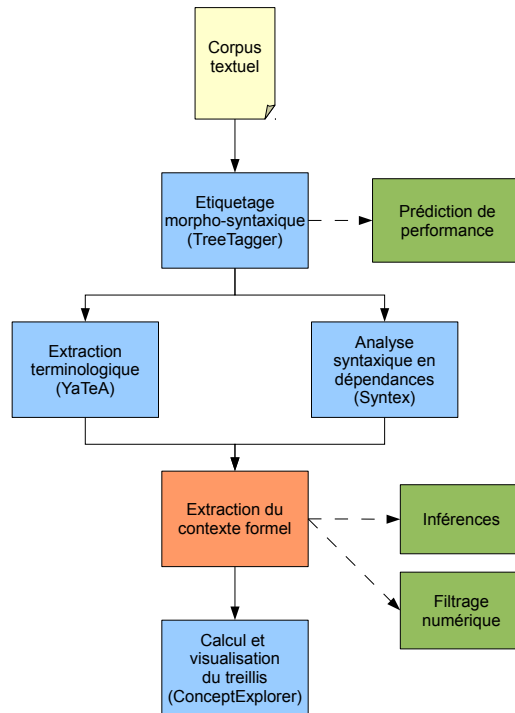 Corpus
textuel
Etiquetage
morpho-syntaxique
(TreeTagger)
Prédiction de
performance
Extraction
terminologique
(YaTeA)
Analyse
syntaxique en
dépendances
(Syntex)
Extraction du
contexte formel
Inférences
Filtrage
numérique
Calcul et
visualisation
du treillis
(ConceptExplorer)